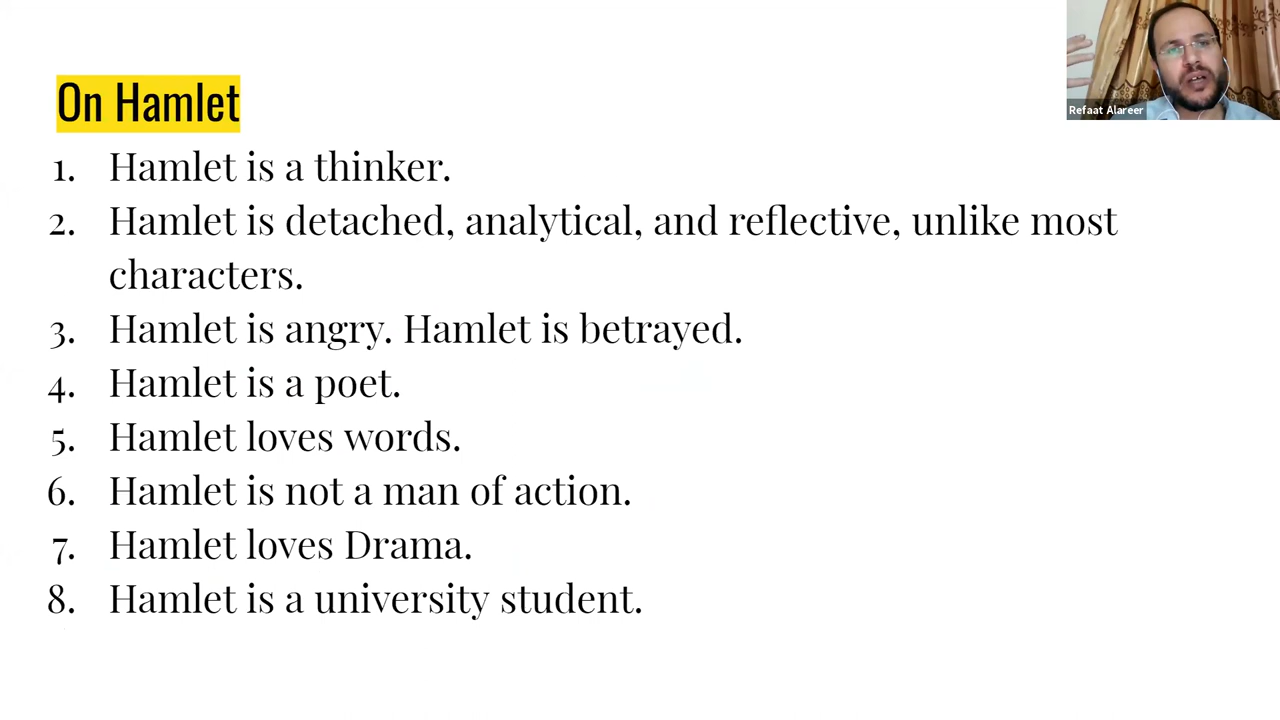 On Hamlet
Refaat Alareer
1. Hamlet is a thinker.
2. Hamlet is detached, analytical, and reflective, unlike most
characters.
3. Hamlet is angry. Hamlet is betrayed.
4. Hamlet is a poet.
5. Hamlet loves words.
6. Hamlet is not a man of action.
7. Hamlet loves Drama.
8. Hamlet is a university student.